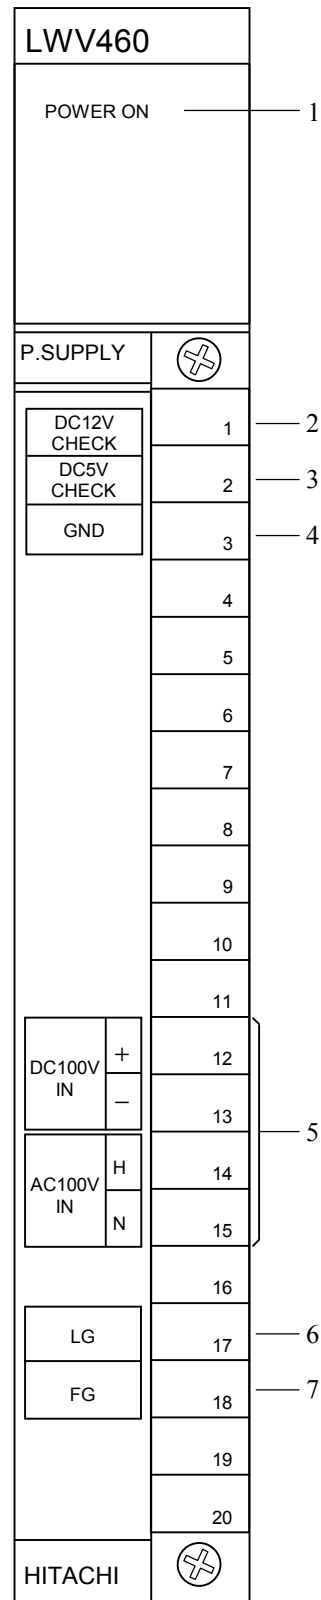 LWV460
POWER ON
1
P.SUPPLY
DC12V
CHECK
1
2
DC5V
CHECK
2
3
GND
3
4
4
5
6
7
8
9
10
11
DC100V
IN
+
−
12
13
5
AC100V
IN
H
N
14
15
16
LG
17
6
FG
18
7
19
20
HITACHI